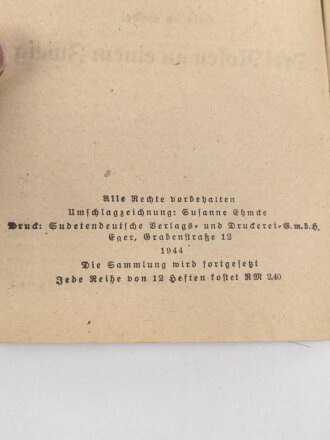 Alle Rechte vorbehalten
Umschlagzeichnung: Susanne Ehmcke
Druck: Sudetendeutsche Verlags- und Druckerei-G.m.b.H.
Eger, Grabenstraße 12
1944
Die Sammlung wird fortgesetzt
Jede Reihe von 12 Heften kostet RM 2.40